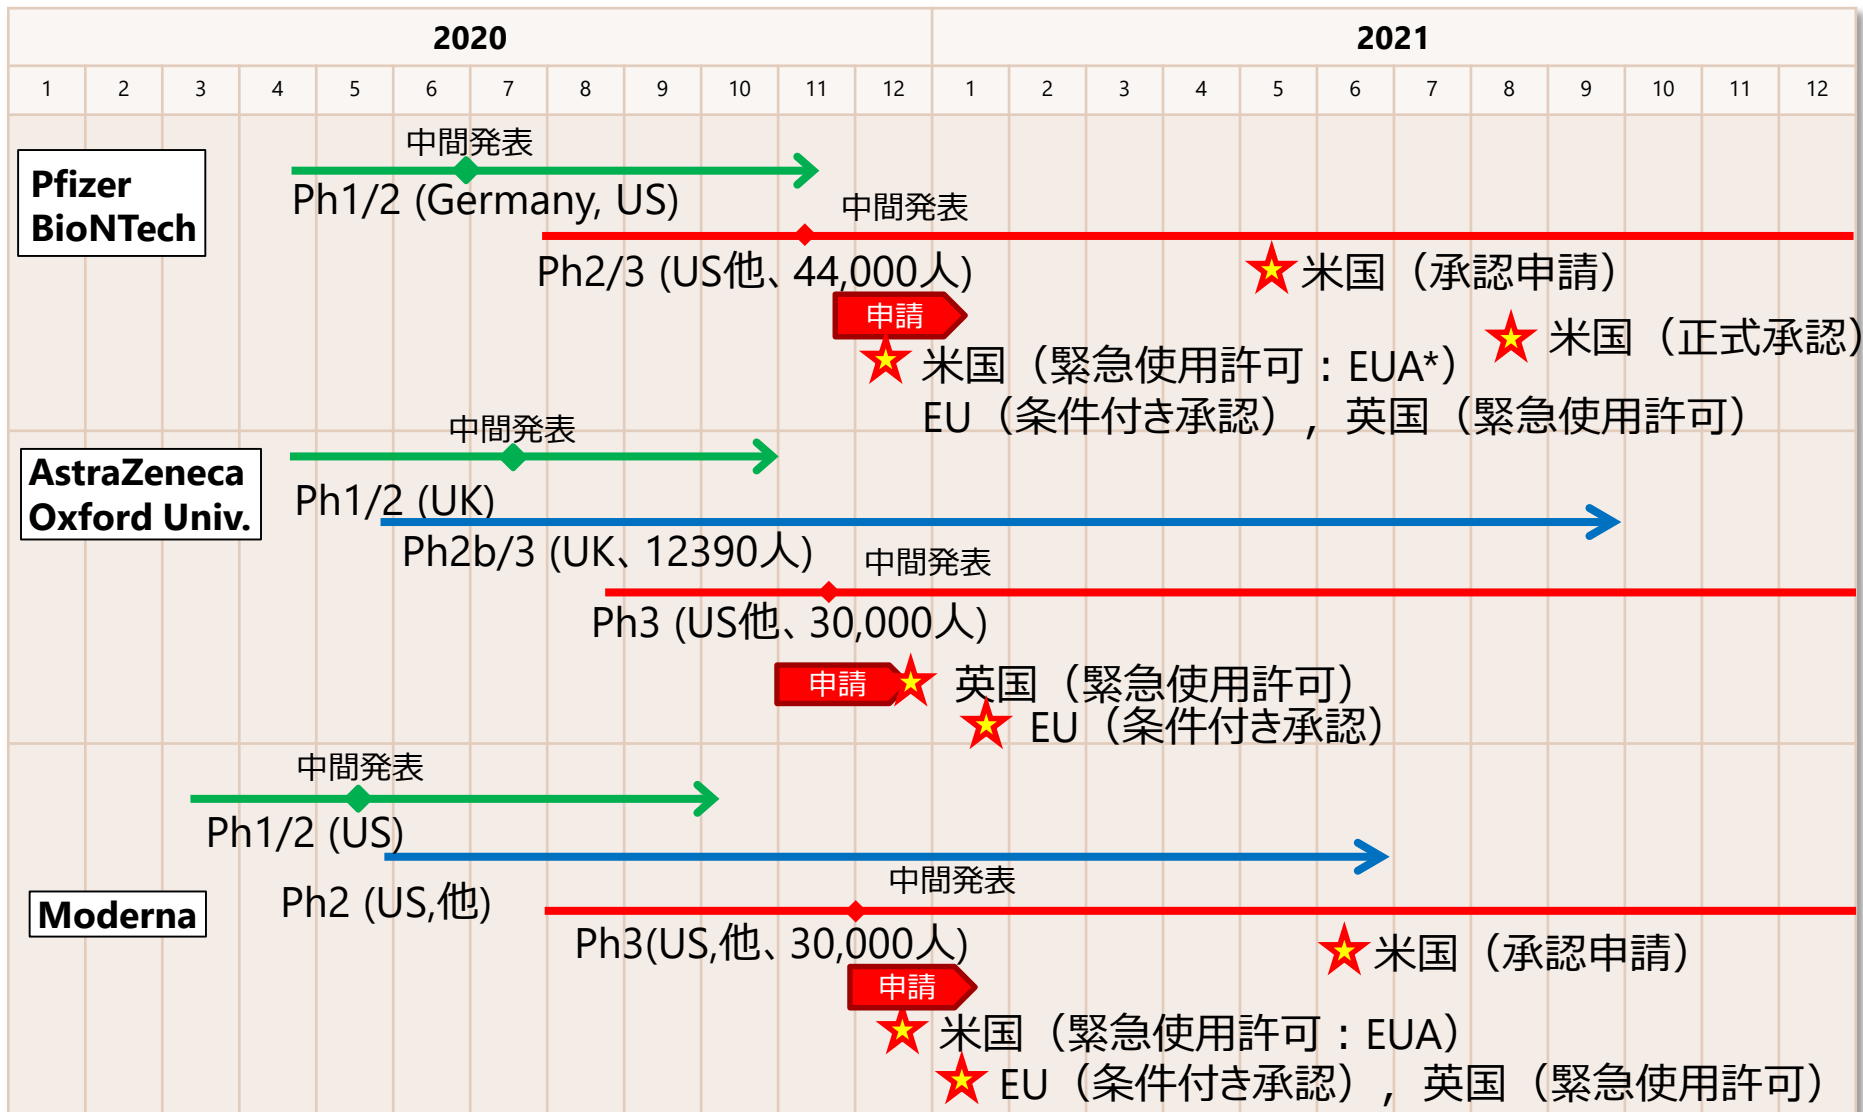 2020
2021
1 2 3 4 5 6 7 8 9 10 11 12 1 2 3 4 5 6 7 8 9 10 11 12
中間発表
Pfizer
BioNTech
Ph1/2 (Germany, US)
中間発表
Ph2/3 (US他、44,000人)
米国（承認申請）
申請
米国（正式承認）
米国（緊急使用許可：EUA*）
EU（条件付き承認）, 英国（緊急使用許可）
中間発表
AstraZeneca
Oxford Univ.
Ph1/2 (UK)
Ph2b/3 (UK、12390人)
中間発表
Ph3 (US他、30,000人)
申請
英国（緊急使用許可）
EU（条件付き承認）
中間発表
Ph1/2 (US)
Moderna
Ph2 (US,他)
中間発表
Ph3(US,他、30,000人)
米国（承認申請）
申請
米国（緊急使用許可：EUA）
EU（条件付き承認）, 英国（緊急使用許可）